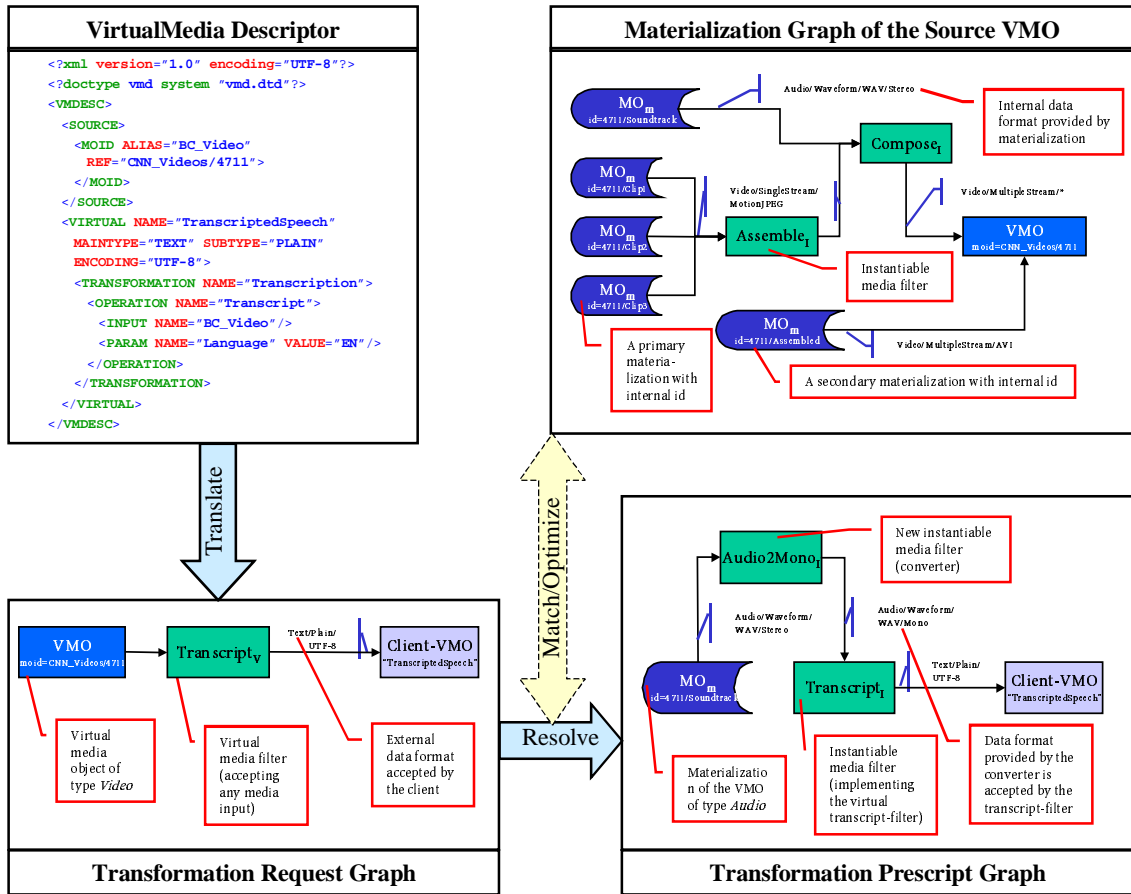 VirtualMedia Descriptor
<?xml version="1.0" encoding="UTF-8"?>
<?doctype vmd system "vmd.dtd"?>
<VMDESC>
<SOURCE>
<MOID ALIAS="BC_Video"
REF="CNN_Videos/4711">
</MOID>
</SOURCE>
<VIRTUAL NAME="TranscriptedSpeech"
MAINTYPE="TEXT" SUBTYPE="PLAIN"
ENCODING="UTF-8">
<TRANSFORMATION NAME="Transcription">
<OPERATION NAME="Transcript">
<INPUT NAME="BC_Video"/>
<PARAM NAME="Language" VALUE="EN"/>
</OPERATION>
</TRANSFORMATION>
</VIRTUAL>
</VMDESC>
Materialization Graph of the Source VMO
MOm
id=4711/Soundtrack
Audio/Waveform/WAV/Stereo
Internal data
format provided by
materialization
ComposeI
MOm
id=4711/Clip1
Video/SingleStream/
MotionJPEG
Video/MultipleStream/*
MOm
id=4711/Clip2
AssembleI
VMO
moid=CNN_Videos/4711
Instantiable
media filter
MOm
id=4711/Clip3
MOm
id=4711/Assembled
Video/MultipleStream/AVI
A primary
materia-
lization with
internal id
A secondary materialization with internal id
Translate
Match/Optimize
Resolve
VMO
moid=CNN_Videos/4711
TranscriptV
Text/Plain/
UTF-8
Client-VMO
"TranscriptedSpeech"
Virtual
media
object of
type Video
Virtual
media filter
(accepting
any media
input)
External
data format
accepted by
the client
Transformation Request Graph
Audio2MonoI
New instantiable
media filter
(converter)
Audio/Waveform/
WAV/Stereo
Audio/Waveform/
WAV/Mono
MOm
id=4711/Soundtrack
TranscriptI
Text/Plain/
UTF-8
Client-VMO
"TranscriptedSpeech"
Materializatio
n of the VMO
of type Audio
Instantiable
media filter
(implementing
the virtual
transcript-filter)
Data format
provided by
the converter is
accepted by the
transcript-filter
Transformation Prescript Graph